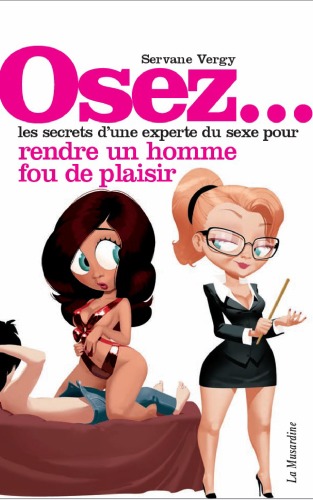 Servane Vergy
Osez...
les secrets d'une experte du sexe pour
rendre un homme
fou de plaisir
La Musardine